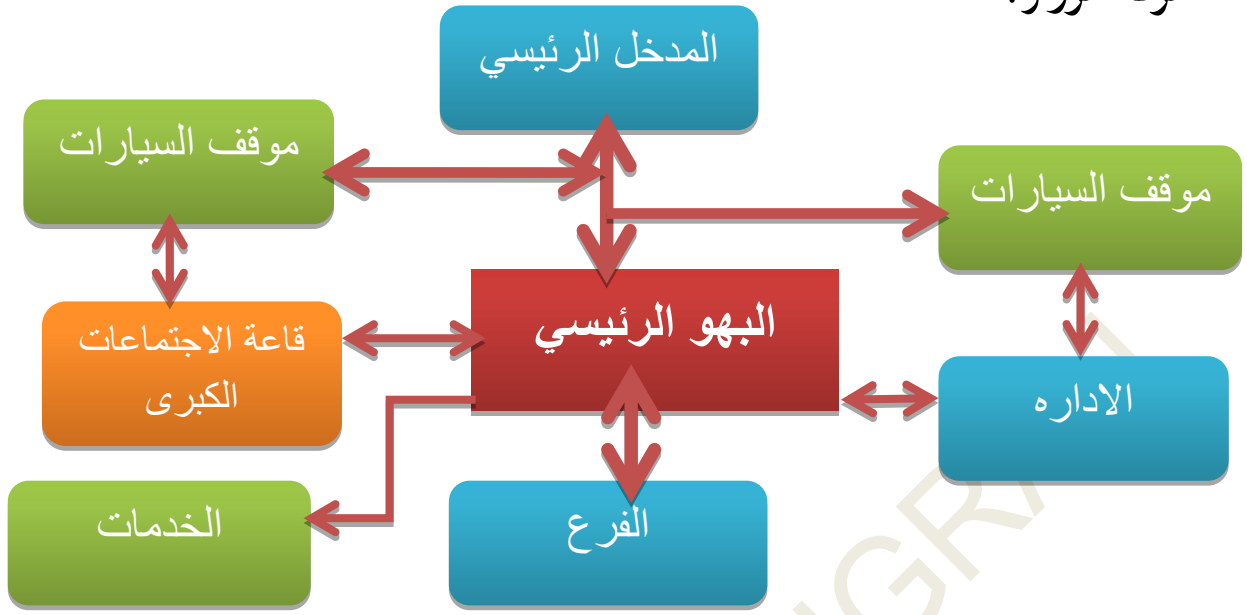 المدخل الرئيسي
موقف السيارات
موقف السيارات
البهو الرئيسي
قاعة الاجتماعات
الكبرى
الاداره
الخدمات
الفرع